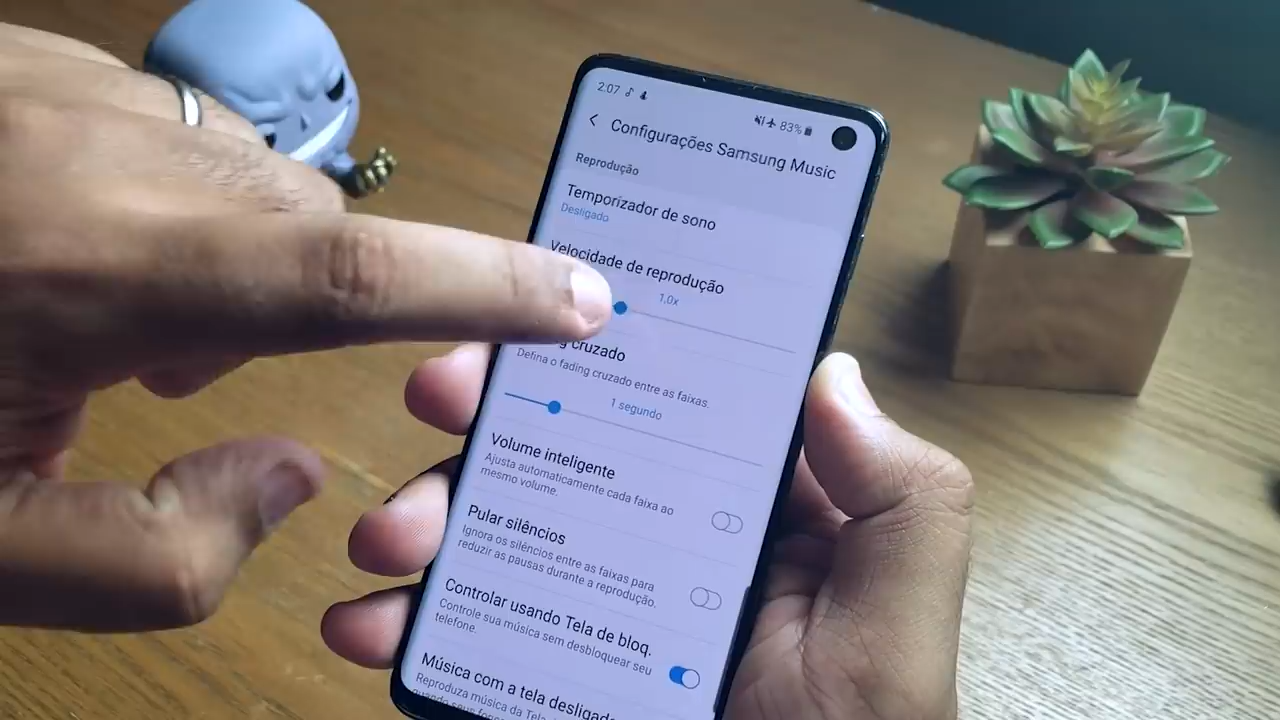 2:07
83%
Configurações Samsung Music
Reprodução
Temporizador de sono
Desligado
Velocidade de reprodução
1,0x
cruzado
Defina o fading cruzado entre as faixas.
1 segundo
Volume inteligente
Ajusta automaticamente cada faixa ao
mesmo volume.
Pular silêncios
Ignora os silêncios entre as faixas para
reduzir as pausas durante a reprodução.
Controlar usando Tela de bloq.
Controle sua música sem desbloquear seu
telefone.
Música com a tela
Reproduza música da Tela